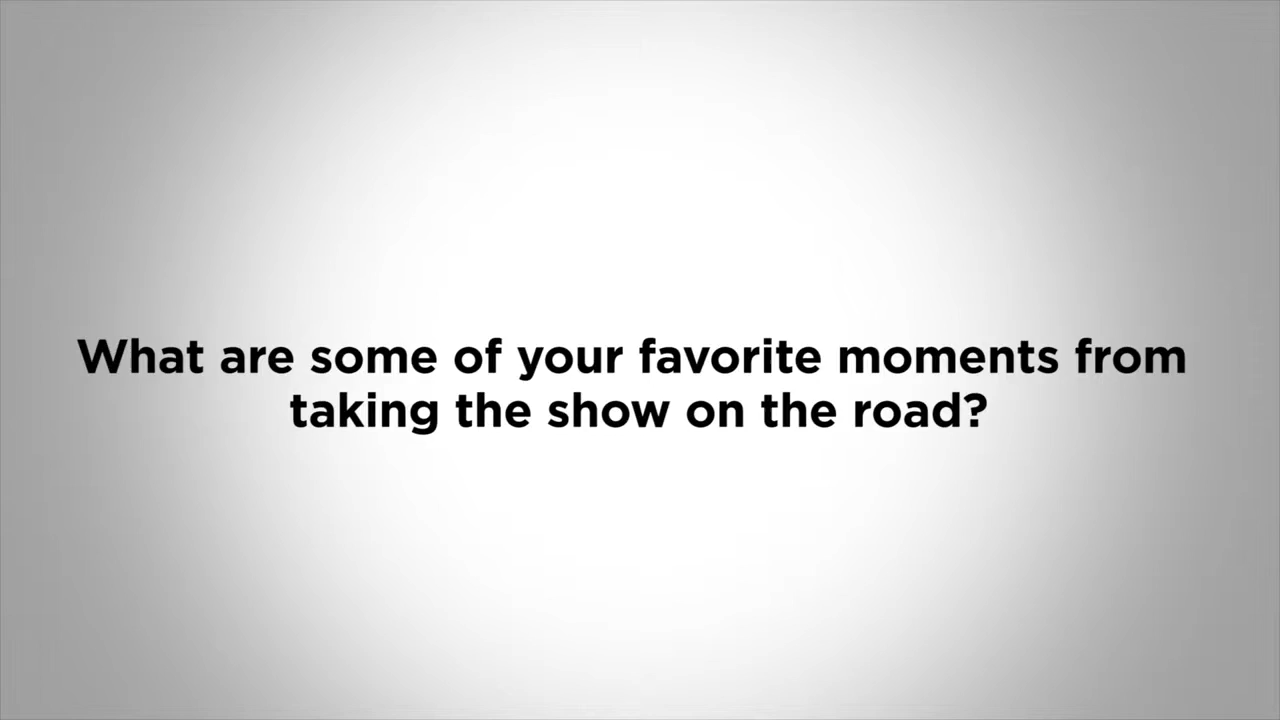 What are some of your favorite moments from
taking the show on the road?